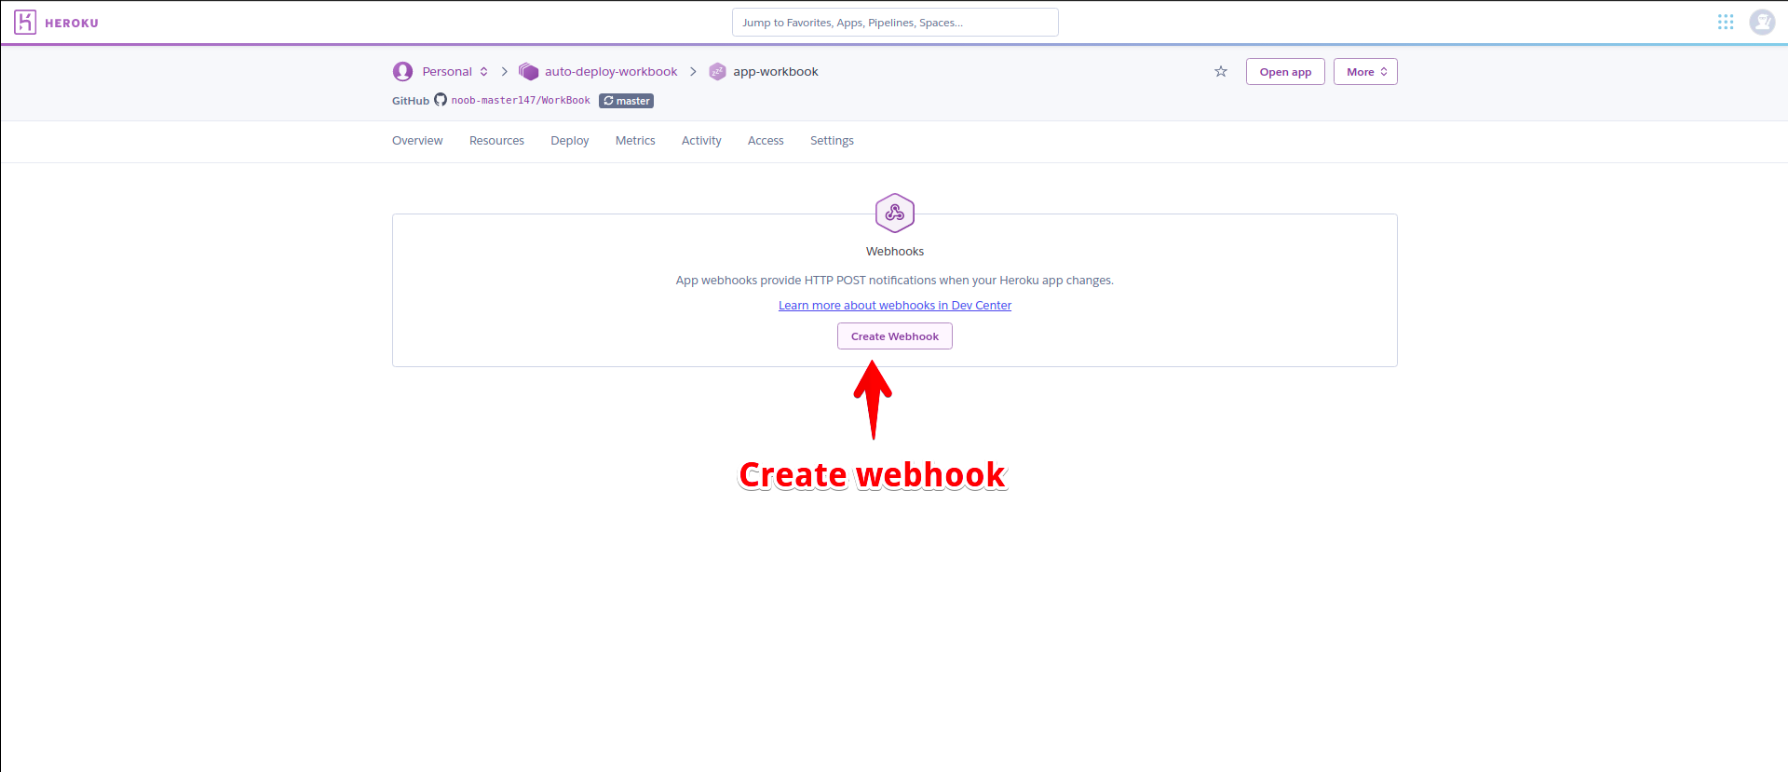 HEROKU
Jump to Favorites, Apps, Pipelines, Spaces...
Personal auto-deploy-workbook app-workbook
Open app
More
GitHub noob-master147/WorkBook master
Overview Resources Deploy Metrics Activity Access Settings
Webhooks
App webhooks provide HTTP POST notifications when your Heroku app changes.
Learn more about webhooks in Dev Center
Create Webhook
Create webhook